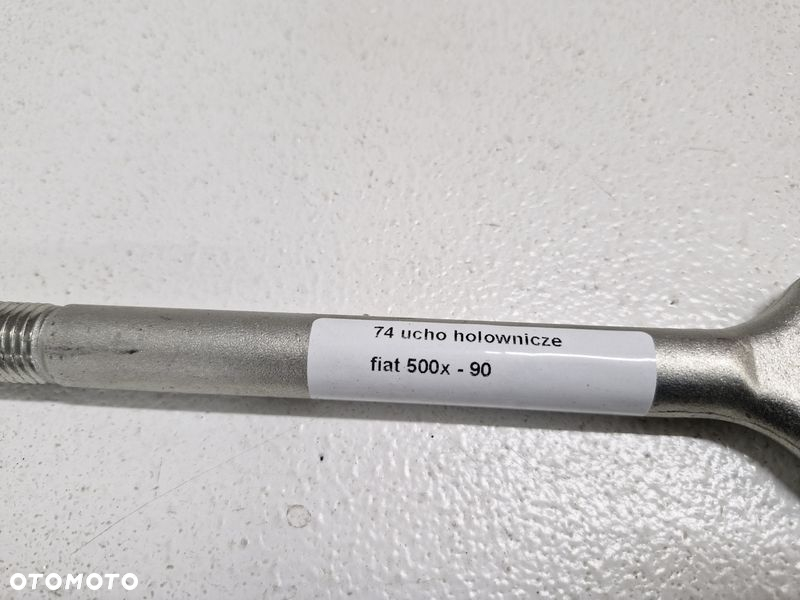 74 ucho holownicze
fiat 500x - 90
OTOMOTO